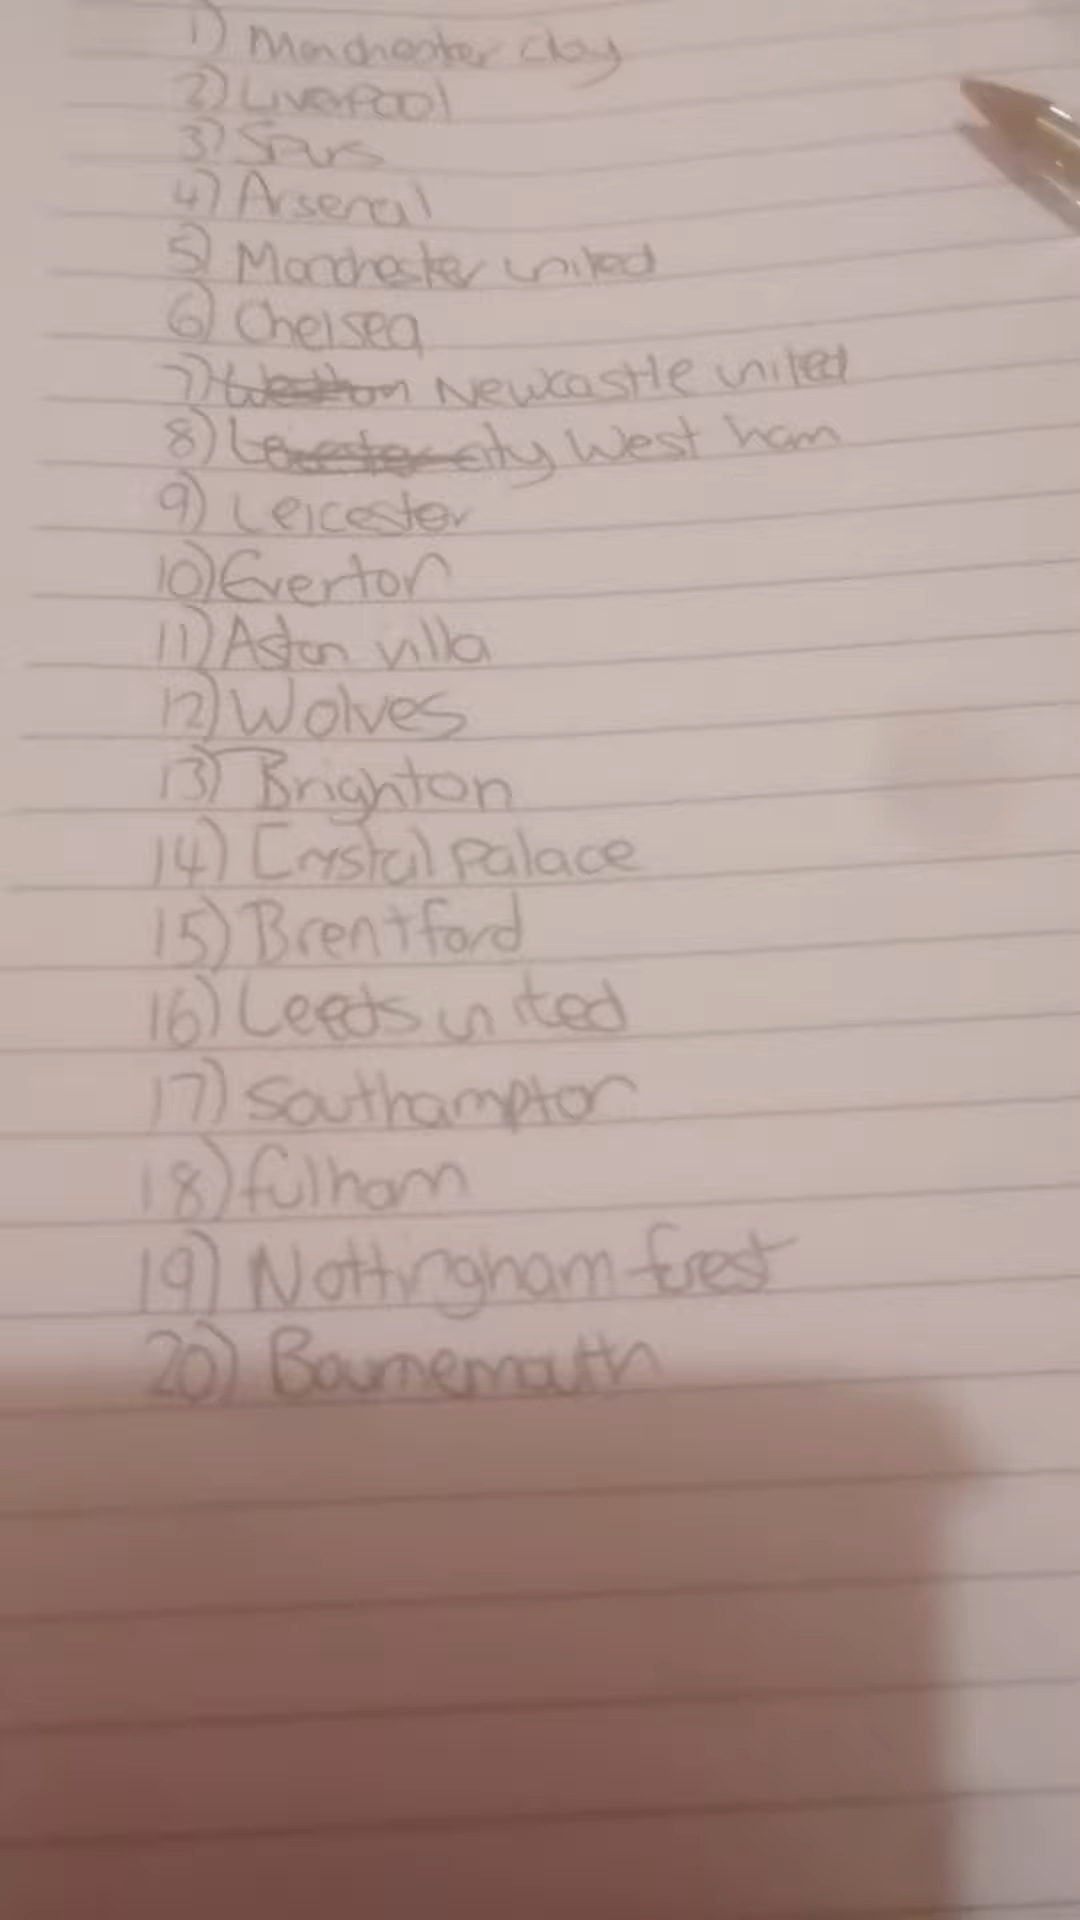 1) Manchester City
2) Liverpool
3) Spurs
4) Arsenal
5) Manchester united
6) Chelsea
7) Newcastle united
8) city West ham
9) Leicester
10) Everton
11) Aston villa
12) Wolves
13) Brighton
14) Crystal palace
15) Brentford
16) Leeds united
17) Southampton
18) fulham
19) Nottingham forest
20) Bournemouth